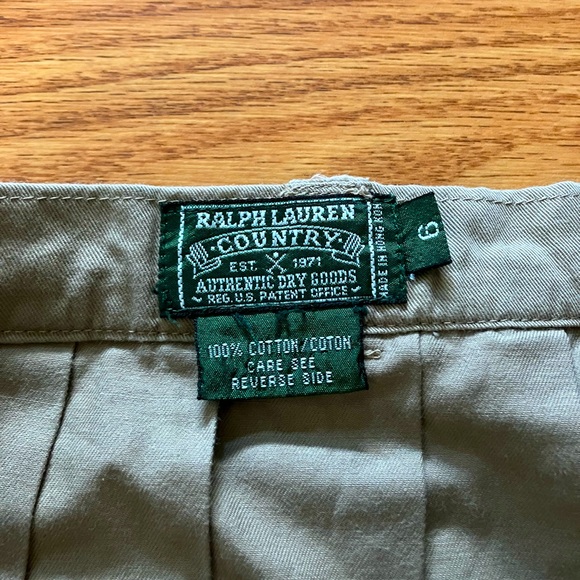 RALPH LAUREN
COUNTRY
EST. 1971
AUTHENTIC DRY GOODS
REG. U.S. PATENT OFFICE
MADE IN HONG KONG
6
100% COTTON/COTON
CARE SEE
REVERSE SIDE